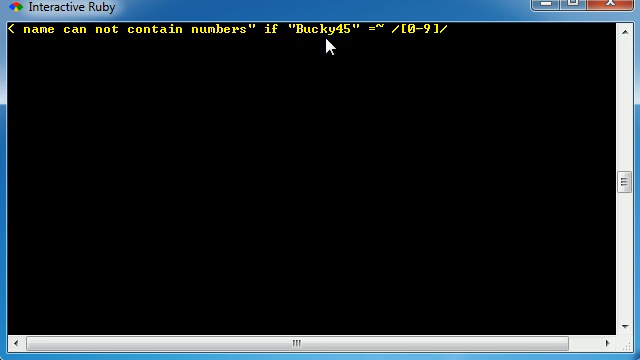 Interactive Ruby
< name can not contain numbers" if "Bucky45" =~ /[0-9]/